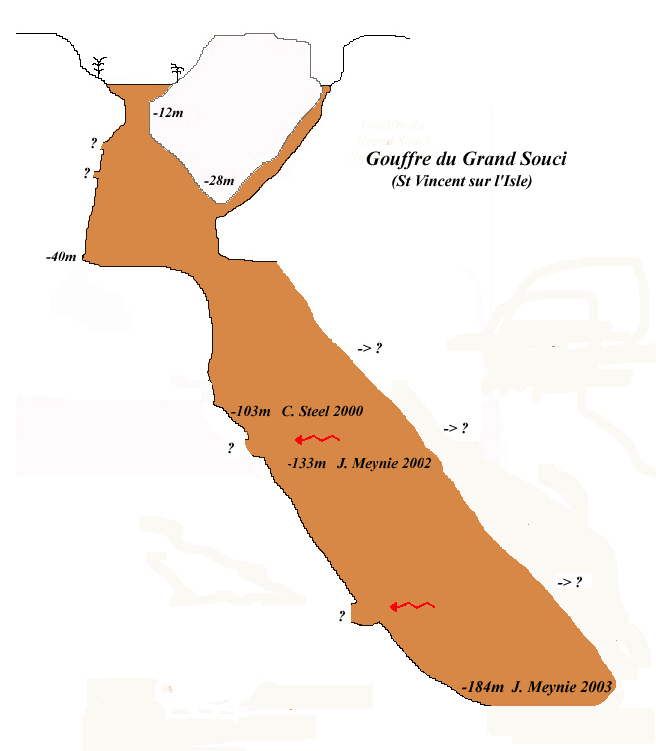 -12m
?
?
Gouffre du Grand Souci
(St Vincent sur l'Isle)
-28m
-40m
-> ?
-103m C. Steel 2000
-> ?
?
-133m J. Meynie 2002
-> ?
?
-184m J. Meynie 2003